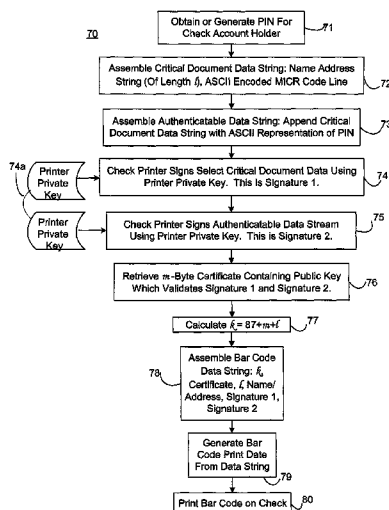 70
Obtain or Generate PIN For
Check Account Holder
71
Assemble Critical Document Data String: Name Address
String (Of Length ℓ), ASCII Encoded MICR Code Line
72
Assemble Authenticatable Data String: Append Critical
Document Data String with ASCII Representation of PIN
73
74a
Printer
Private
Key
Check Printer Signs Select Critical Document Data Using
Printer Private Key. This is Signature 1.
74
Printer
Private
Key
Check Printer Signs Authenticatable Data Stream
Using Printer Private Key. This is Signature 2.
75
Retrieve m-Byte Certificate Containing Public Key
Which Validates Signature 1 and Signature 2.
76
Calculate kₐ= 87+m+ℓ
77
Assemble Bar Code
Data String: kₐ
Certificate, ℓ, Name/
Address, Signature 1,
Signature 2
78
Generate Bar
Code Print Date
From Data String
79
Print Bar Code on Check
80